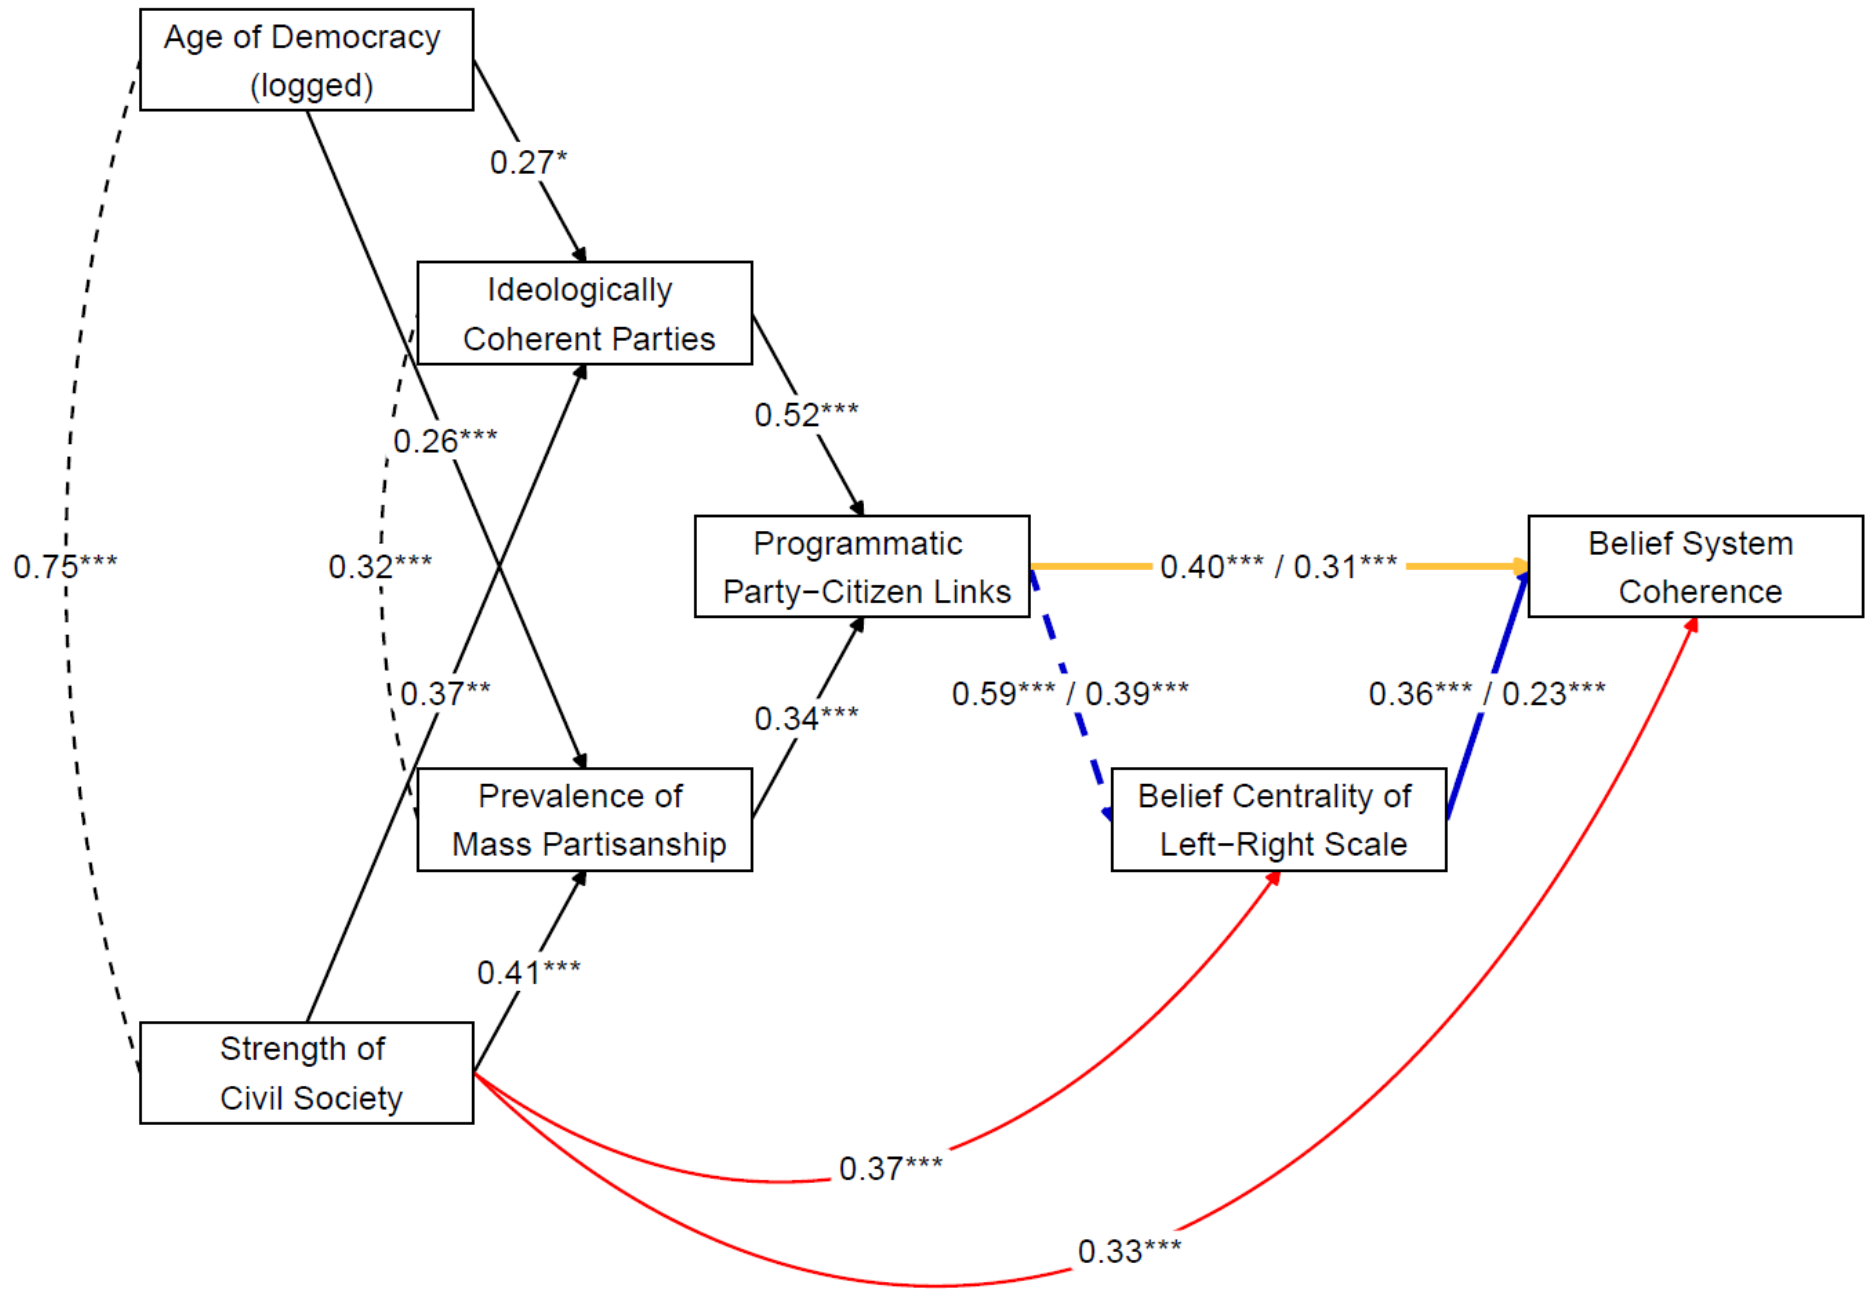 Age of Democracy
(logged)
0.27*
Ideologically
Coherent Parties
0.52***
0.26***
0.75***
0.32***
Programmatic
Party−Citizen Links
0.40*** / 0.31***
Belief System
Coherence
0.37**
0.34***
0.59*** / 0.39***
0.36*** / 0.23***
Prevalence of
Mass Partisanship
Belief Centrality of
Left−Right Scale
0.41***
Strength of
Civil Society
0.37***
0.33***